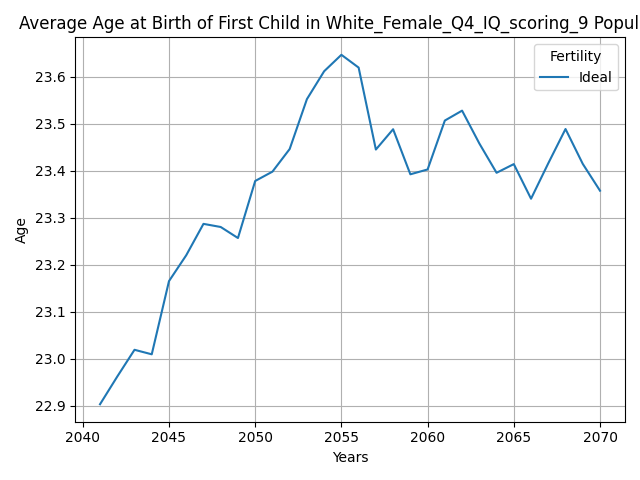 Average Age at Birth of First Child in White_Female_Q4_IQ_scoring_9 Popul
Fertility
Ideal
23.6
23.5
23.4
23.3
23.2
23.1
23.0
22.9
Age
2040 2045 2050 2055 2060 2065 2070
Years